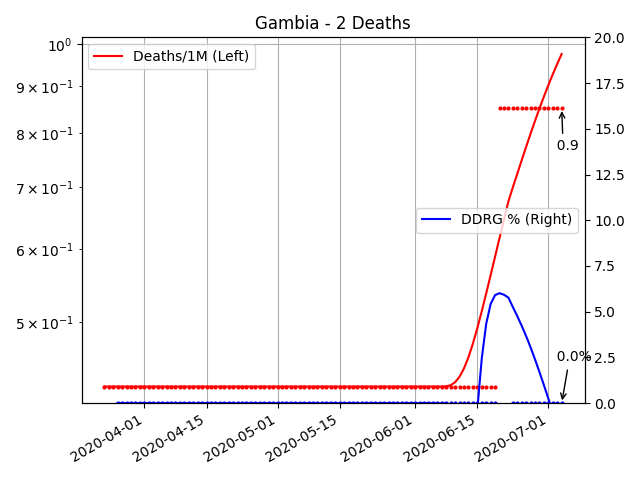 Gambia - 2 Deaths
Deaths/1M (Left)
DDRG % (Right)
10⁰
9 × 10⁻¹
8 × 10⁻¹
7 × 10⁻¹
6 × 10⁻¹
5 × 10⁻¹
20.0
17.5
15.0
12.5
10.0
7.5
5.0
2.5
0.0
0.9
0.0%
2020-04-01
2020-04-15
2020-05-01
2020-05-15
2020-06-01
2020-06-15
2020-07-01